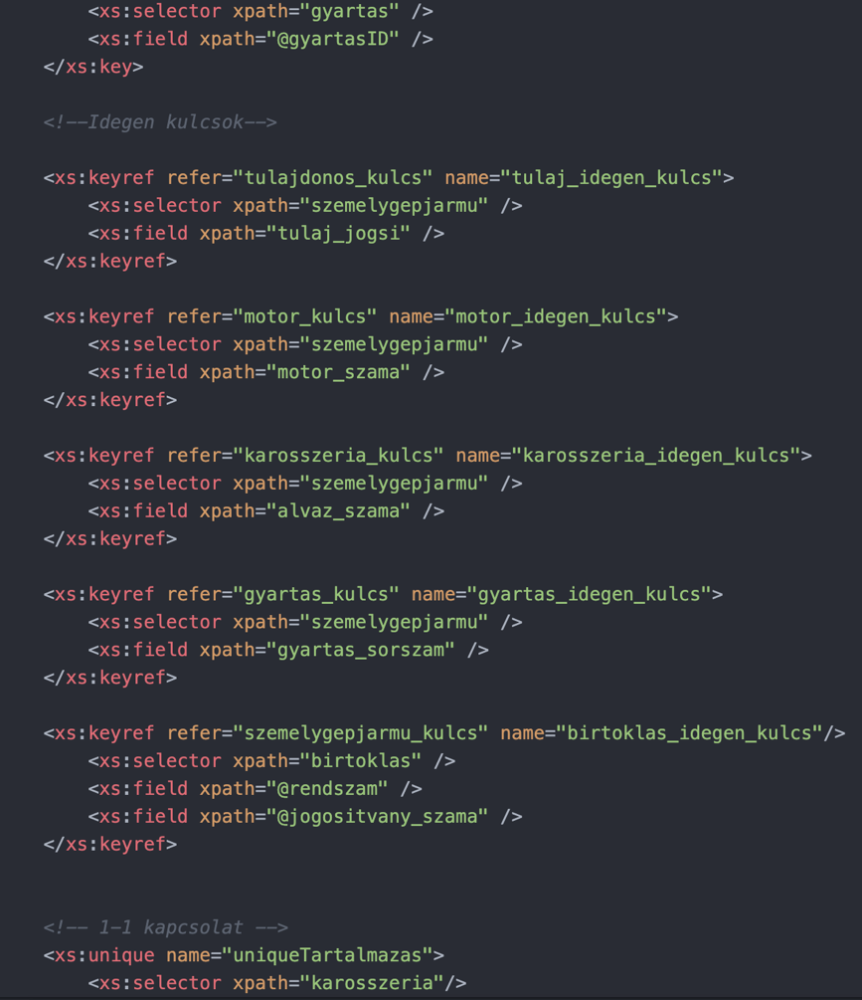 <xs:selector xpath="gyartas" />
<xs:field xpath="@gyartasID" />
</xs:key>
<!--Idegen kulcsok-->
<xs:keyref refer="tulajdonos_kulcs" name="tulaj_idegen_kulcs">
<xs:selector xpath="szemelygepjarmu" />
<xs:field xpath="tulaj_jogsi" />
</xs:keyref>
<xs:keyref refer="motor_kulcs" name="motor_idegen_kulcs">
<xs:selector xpath="szemelygepjarmu" />
<xs:field xpath="motor_szama" />
</xs:keyref>
<xs:keyref refer="karosszeria_kulcs" name="karosszeria_idegen_kulcs">
<xs:selector xpath="szemelygepjarmu" />
<xs:field xpath="alvaz_szama" />
</xs:keyref>
<xs:keyref refer="gyartas_kulcs" name="gyartas_idegen_kulcs">
<xs:selector xpath="szemelygepjarmu" />
<xs:field xpath="gyartas_sorszam" />
</xs:keyref>
<xs:keyref refer="szemelygepjarmu_kulcs" name="birtoklas_idegen_kulcs"/>
<xs:selector xpath="birtoklas" />
<xs:field xpath="@rendszam" />
<xs:field xpath="@jogositvany_szama" />
</xs:keyref>
<!-- 1-1 kapcsolat -->
<xs:unique name="uniqueTartalmazas">
<xs:selector xpath="karosszeria"/>